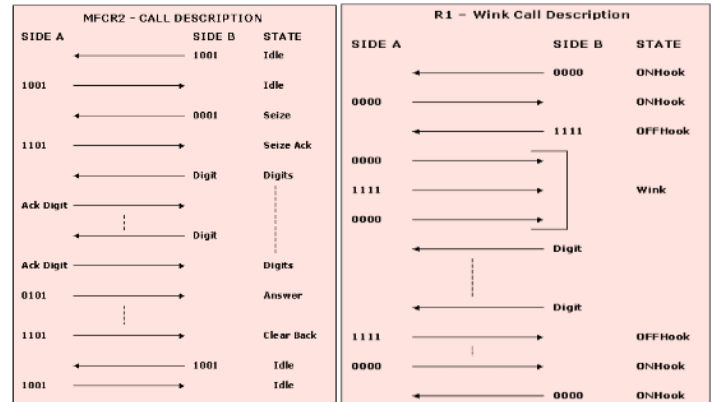 MFCR2 - CALL DESCRIPTION
SIDE A SIDE B STATE
1001 Idle
1001 Idle
0001 Seize
1101 Seize Ack
Digit Digits
Ack Digit
Digit
Ack Digit Digits
0101 Answer
1101 Clear Back
1001 Idle
1001 Idle
R1 - Wink Call Description
SIDE A SIDE B STATE
0000 ONHook
0000 ONHook
1111 OFFHook
0000
1111 Wink
0000
Digit
Digit
1111 OFFHook
0000 ONHook
0000 ONHook